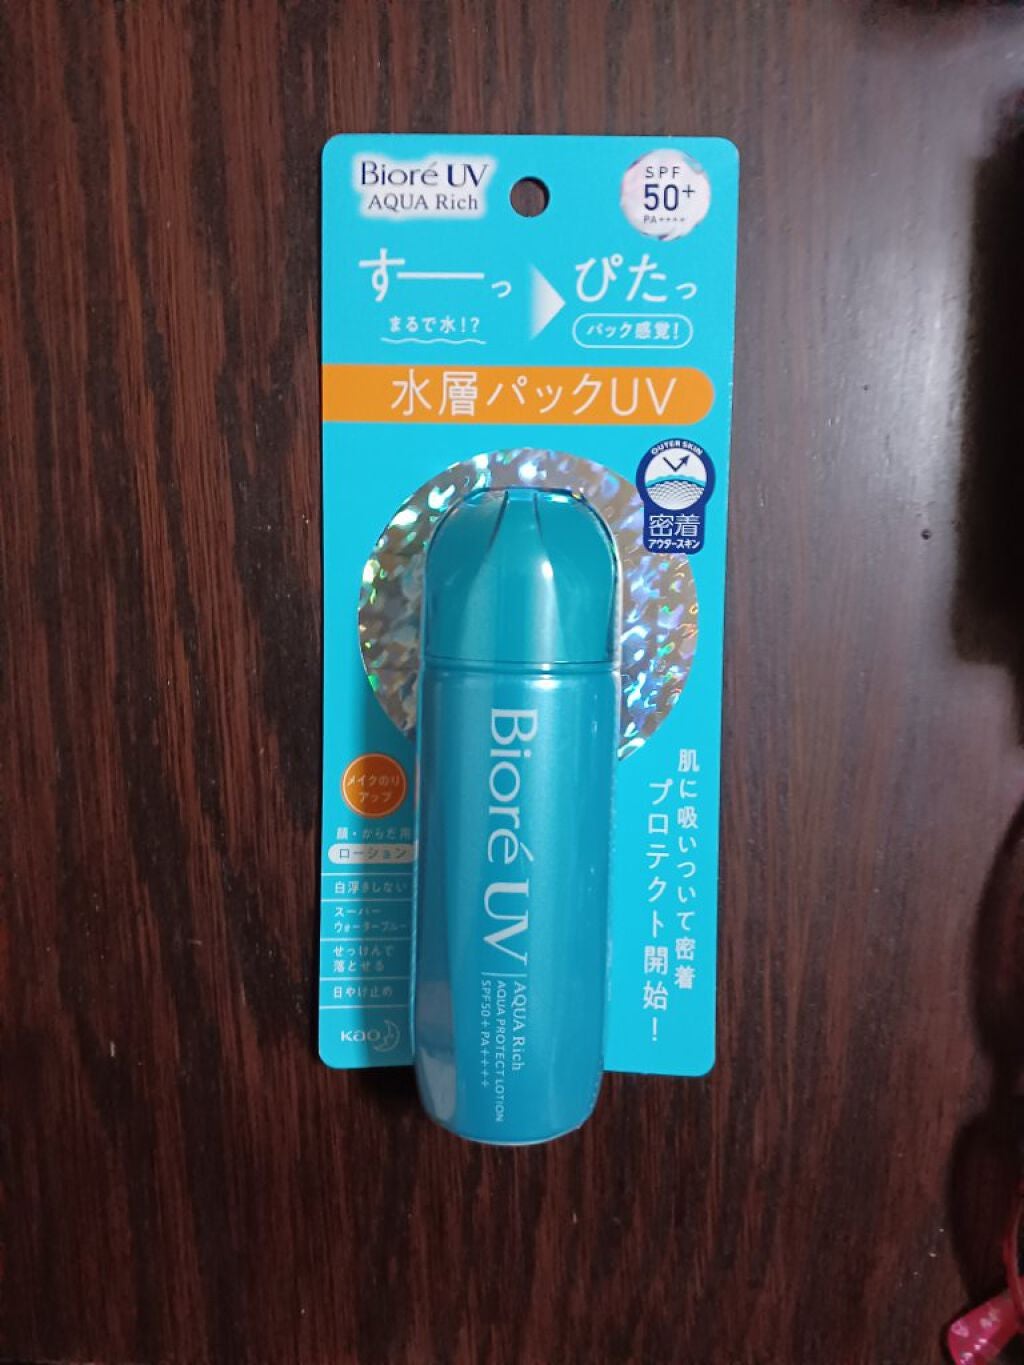 Bioré UV
AQUA Rich
SPF
50+
PA++++
すーっ
まるで水!?
ぴたっ
パック感覚!
水層パックUV
OUTER SKIN
密着
アウタースキン
メイクのり
アップ
顔・からだ用
ローション
白浮きしない
スーパー
ウォータープルーフ
せっけんで
落とせる
日やけ止め
Kao
肌に吸いついて密着
プロテクト開始!
Bioré UV
AQUA Rich
AQUA PROTECT LOTION
SPF50+ PA++++